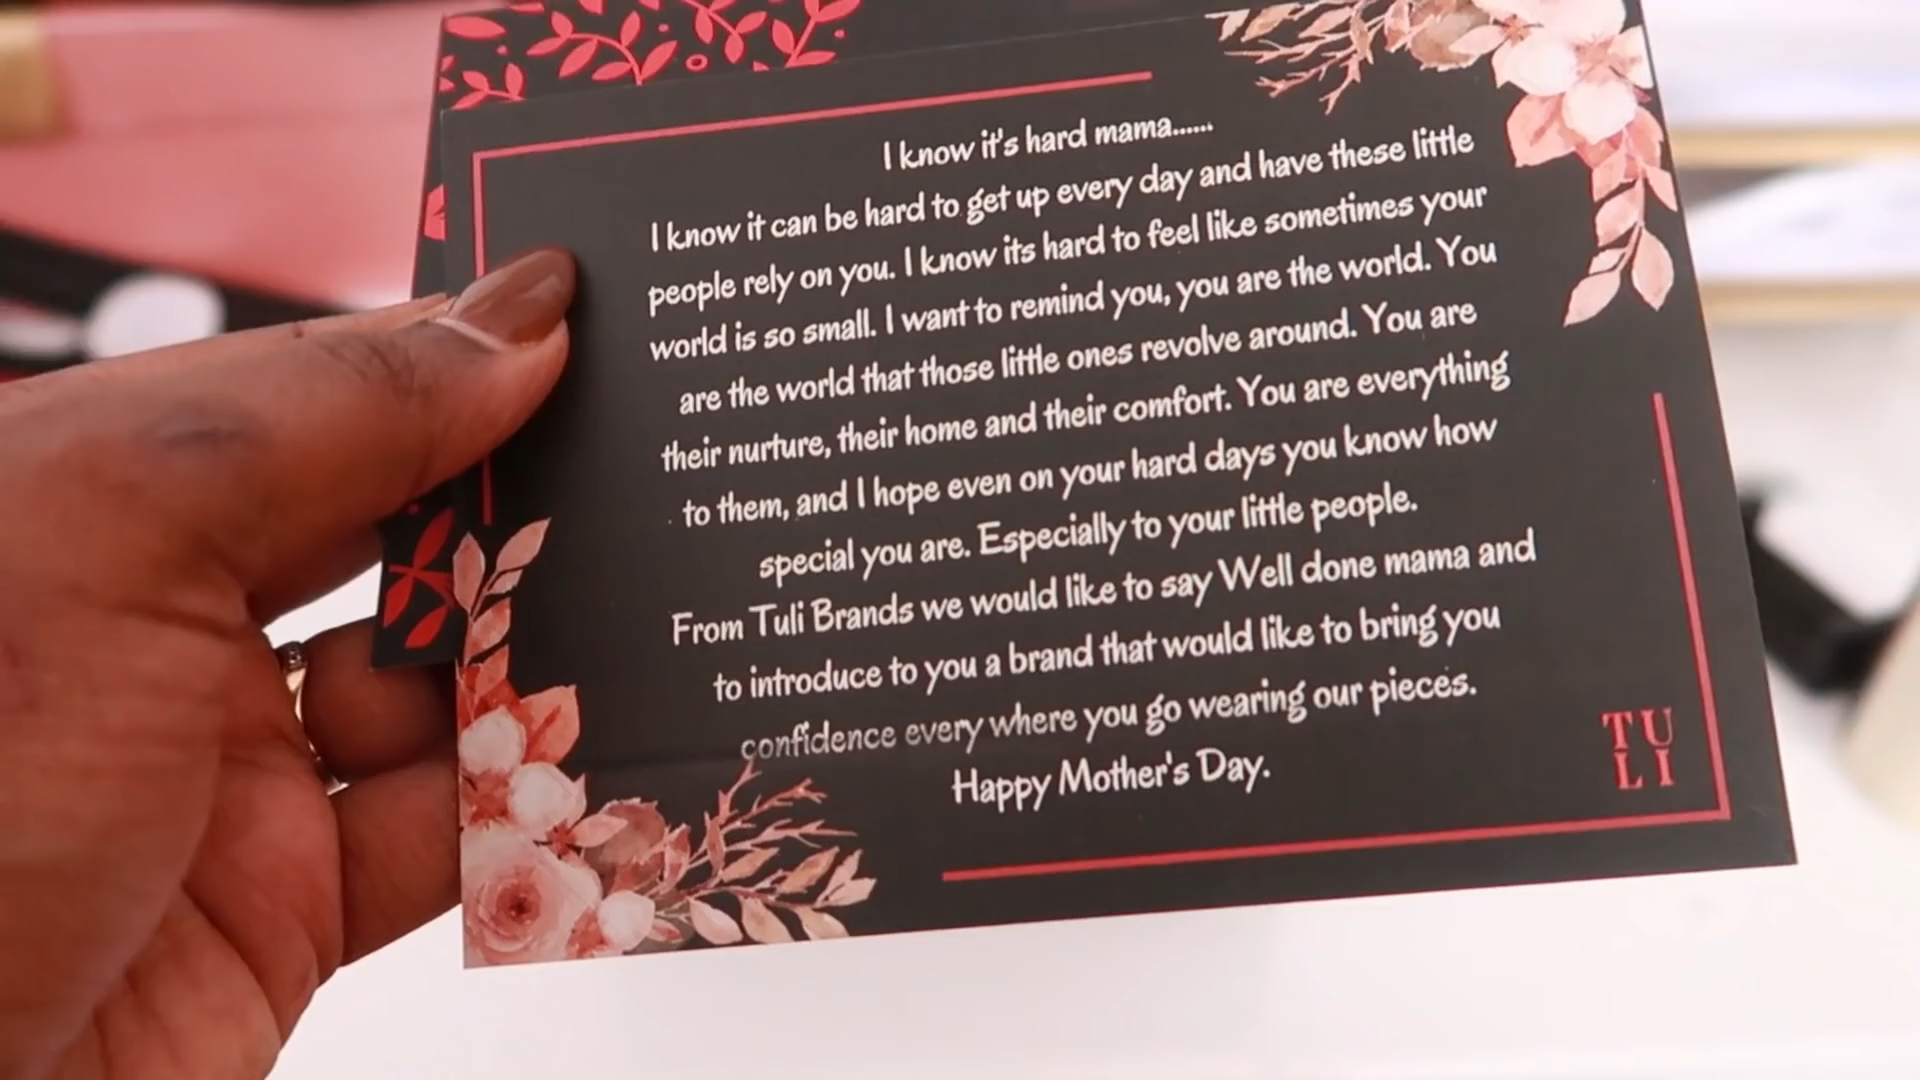 I know it's hard mama......
I know it can be hard to get up every day and have these little
people rely on you. I know its hard to feel like sometimes your
world is so small. I want to remind you, you are the world. You
are the world that those little ones revolve around. You are
their nurture, their home and their comfort. You are everything
to them, and I hope even on your hard days you know how
special you are. Especially to your little people.
From Tuli Brands we would like to say Well done mama and
to introduce to you a brand that would like to bring you
confidence every where you go wearing our pieces.
Happy Mother's Day.
TU
LI